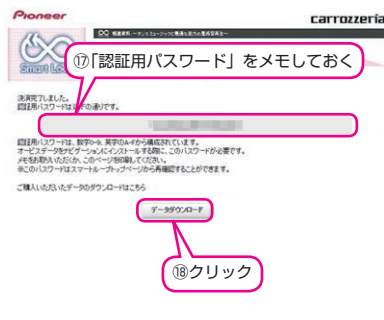 Pioneer
carrozzeria
⑰「認証用パスワード」をメモしておく
Smart Lo
決済完了しました。
認証用パスワードは以下の通りです。
認証用パスワードは、数字0-9、英字のA-Fから構成されています。
オービスデータをナビゲーションにインストールする際に、このパスワードが必要です。
メモをお取りいただくか、このページを印刷してください。
※このパスワードはスマートループトップページから再確認することができます。
ご購入いただいたデータのダウンロードはこちら
データダウンロード
⑱クリック